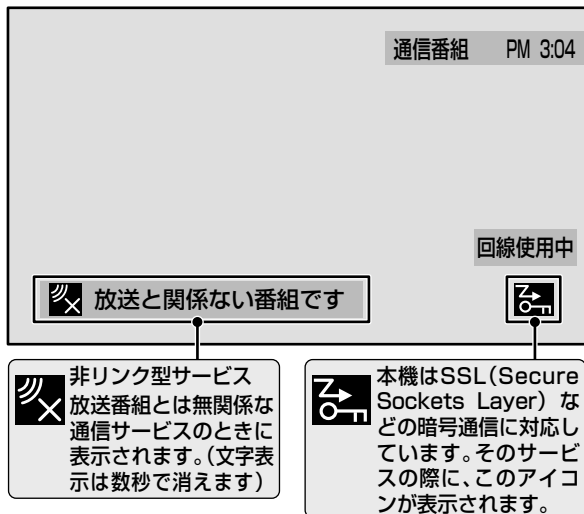 通信番組 PM 3:04
回線使用中
放送と関係ない番組です
非リンク型サービス
放送番組とは無関係な
通信サービスのときに
表示されます。(文字表
示は数秒で消えます)
本機はSSL(Secure
Sockets Layer) な
どの暗号通信に対応し
ています。そのサービ
スの際に、このアイコ
ンが表示されます。